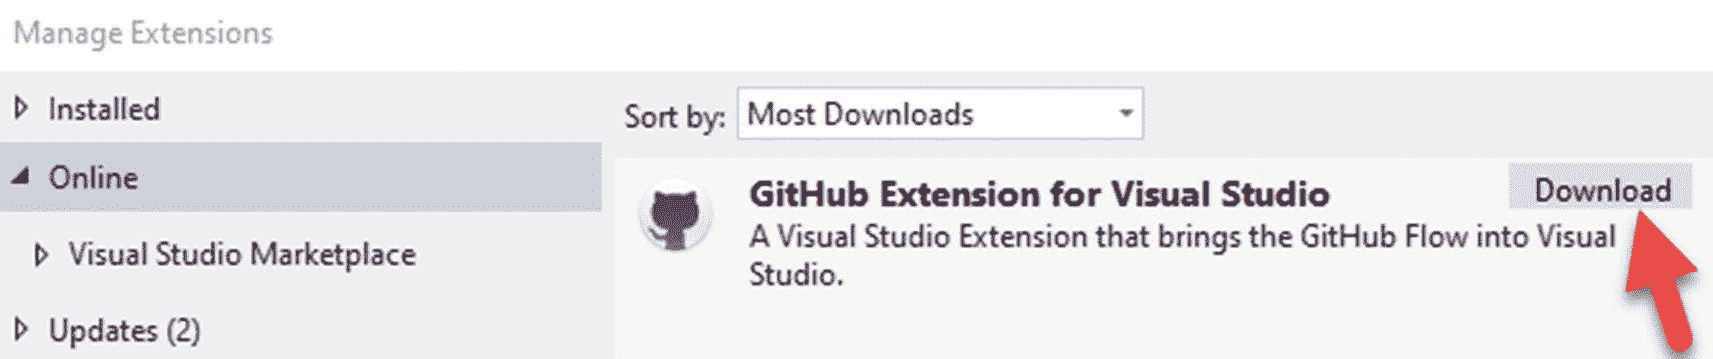 Manage Extensions
Installed
Online
Visual Studio Marketplace
Updates (2)
Sort by: Most Downloads
GitHub Extension for Visual Studio
Download
A Visual Studio Extension that brings the GitHub Flow into Visual
Studio.